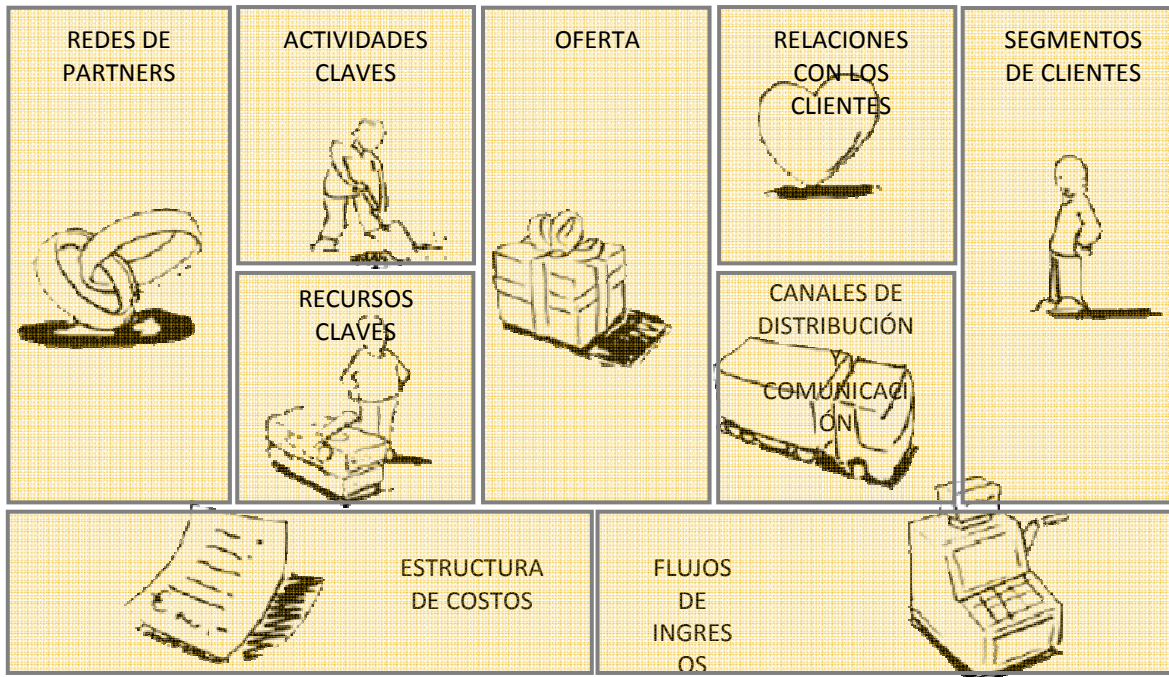 REDES DE
PARTNERS
ACTIVIDADES
CLAVES
RECURSOS
CLAVES
OFERTA
RELACIONES
CON LOS
CLIENTES
CANALES DE
DISTRIBUCIÓN
COMUNICACI
ÓN
SEGMENTOS
DE CLIENTES
ESTRUCTURA
DE COSTOS
FLUJOS
DE
INGRES
OS